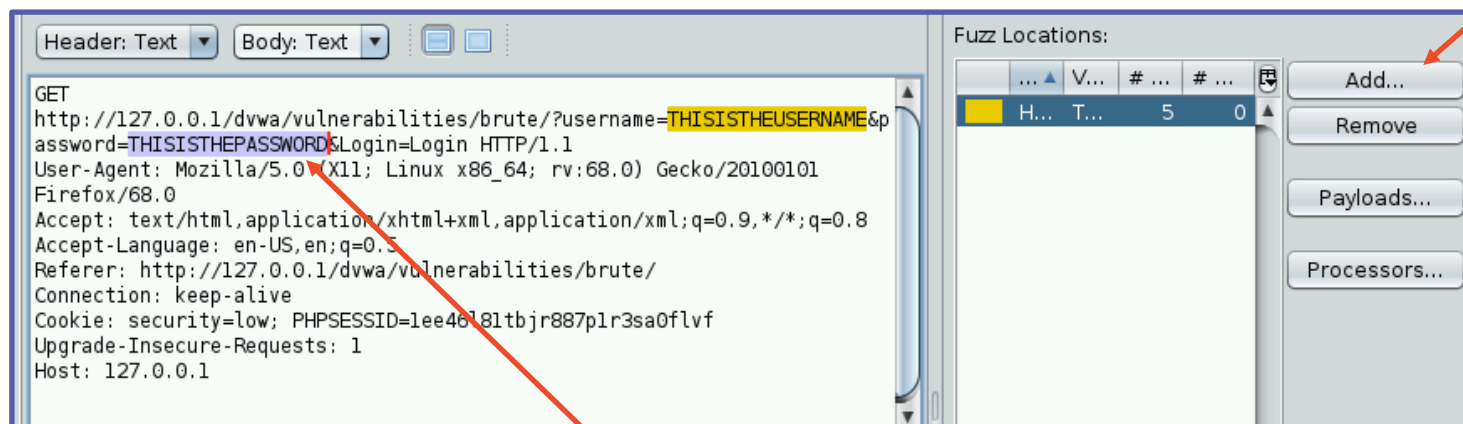 Header: Text
Body: Text
Fuzz Locations:
... V... # ... # ...
H... T... 5 0
Add...
Remove
Payloads...
Processors...
GET
http://127.0.0.1/dvwa/vulnerabilities/brute/?username=THISISTHEUSERNAME&p
assword=THISISTHEPASSWORD&Login=Login HTTP/1.1
User-Agent: Mozilla/5.0 (X11; Linux x86_64; rv:68.0) Gecko/20100101
Firefox/68.0
Accept: text/html,application/xhtml+xml,application/xml;q=0.9,*/*;q=0.8
Accept-Language: en-US,en;q=0.5
Referer: http://127.0.0.1/dvwa/vulnerabilities/brute/
Connection: keep-alive
Cookie: security=low;
Upgrade-Insecure-Requests: 1
Host: 127.0.0.1